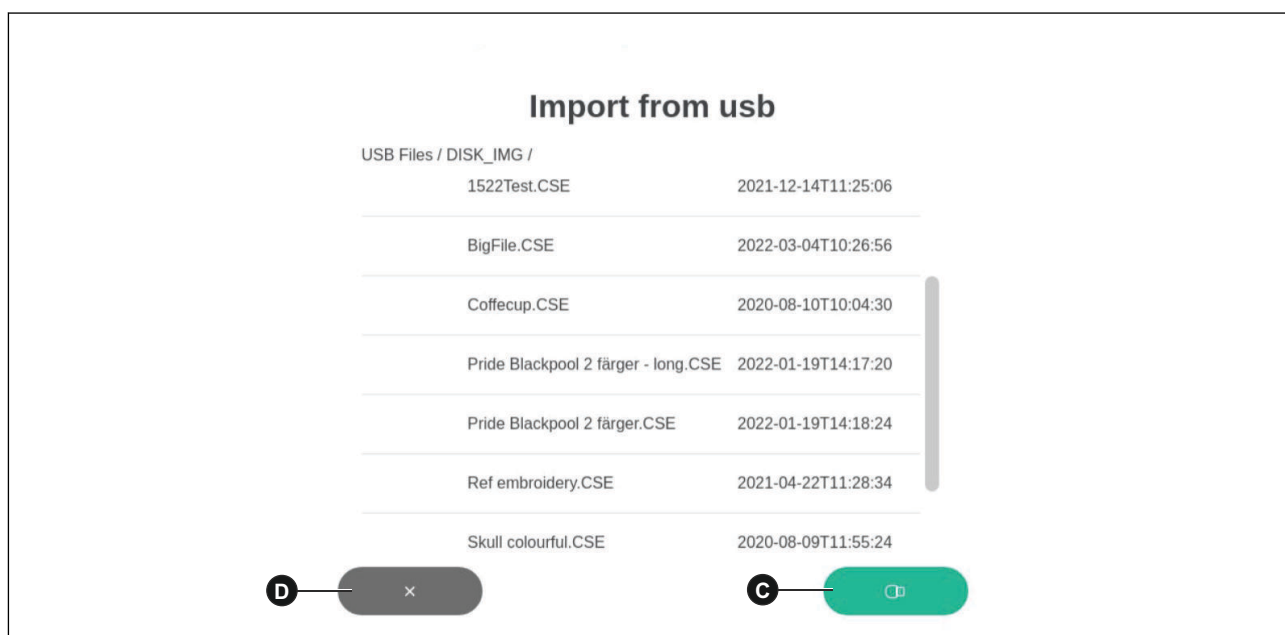 Import from usb
USB Files / DISK_IMG /
1522Test.CSE 2021-12-14T11:25:06
BigFile.CSE 2022-03-04T10:26:56
Coffecup.CSE 2020-08-10T10:04:30
Pride Blackpool 2 färger - long.CSE 2022-01-19T14:17:20
Pride Blackpool 2 färger.CSE 2022-01-19T14:18:24
Ref embroidery.CSE 2021-04-22T11:28:34
Skull colourful.CSE 2020-08-09T11:55:24
D × C